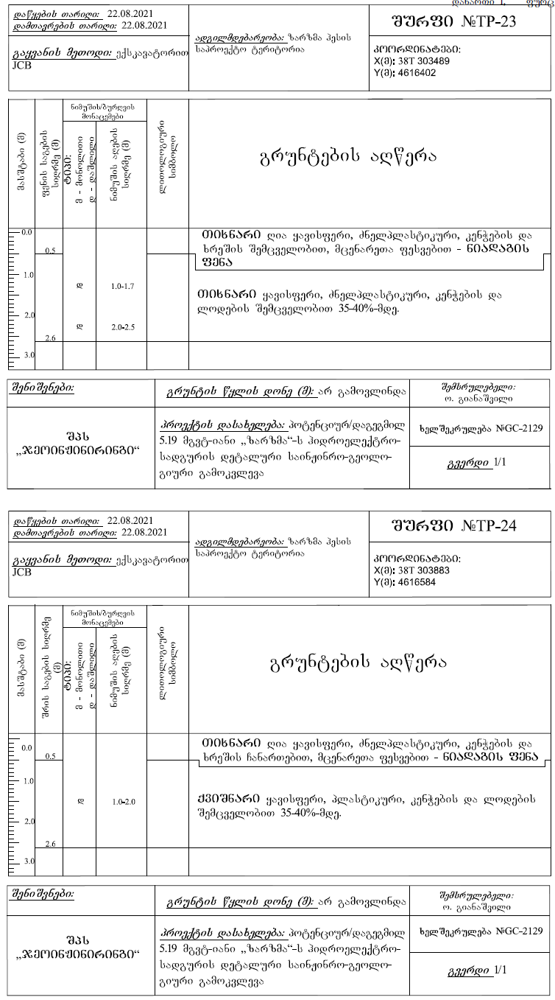 დანართი 1,
დაწყების თარიღი: 22.08.2021
დამთავრების თარიღი: 22.08.2021
გაყვანის მეთოდი: ექსკავატორით
JCB
ადგილმდებარეობა: ზარზმა ჰესის
საპროექტო ტერიტორია
შურფი №TP-23
კოორდინატები:
X(მ): 38T 303489
Y(მ): 4616402
მასშტაბი (მ)
ფენის საგების
სიღრმე (მ)
ნიმუშის/ბურღვის
მონაცემები
ტიპი:
მ - მონოლითი
დ - დაშლილი
ნიმუშის აღების
სიღრმე (მ)
ლითოლოგიური
სიმბოლო
გრუნტების აღწერა
0.0
0.5
1.0
2.0
2.6
3.0
დ
1.0-1.7
დ
2.0-2.5
თიხნარი ღია ყავისფერი, ძნელპლასტიკური, კენჭების და
ხრეშის შემცველობით, მცენარეთა ფესვებით - ნიადაგის
ფენა
თიხნარი ყავისფერი, ძნელპლასტიკური, კენჭების და
ლოდების შემცველობით 35-40%-მდე.
შენიშვნები:
გრუნტის წყლის დონე (მ): არ გამოვლინდა
შემსრულებელი:
ო. გიანაშვილი
შპს
„ჯეოინჟინირინგი“
პროექტის დასახელება: პოტენციურ/დაგეგმილ
5.19 მგვტ-იანი „ზარზმა“-ს ჰიდროელექტრო-
სადგურის დეტალური საინჟინრო-გეოლო-
გიური გამოკვლევა
ხელშეკრულება №GC-2129
გვერდი 1/1
დაწყების თარიღი: 22.08.2021
დამთავრების თარიღი: 22.08.2021
გაყვანის მეთოდი: ექსკავატორით
JCB
ადგილმდებარეობა: ზარზმა ჰესის
საპროექტო ტერიტორია
შურფი №TP-24
კოორდინატები:
X(მ): 38T 303883
Y(მ): 4616584
მასშტაბი (მ)
შრის საგების სიღრმე
(მ)
ნიმუშის/ბურღვის
მონაცემები
ტიპი:
მ - მონოლითი
დ - დაშლილი
ნიმუშის აღების
სიღრმე (მ)
ლითოლოგიური
სიმბოლო
გრუნტების აღწერა
0.0
0.5
1.0
2.0
2.6
3.0
დ
1.0-2.0
თიხნარი ღია ყავისფერი, ძნელპლასტიკური, კენჭების და
ხრეშის ჩანართებით, მცენარეთა ფესვებით - ნიადაგის ფენა
ქვიშნარი ყავისფერი, პლასტიკური, კენჭების და ლოდების
შემცველობით 35-40%-მდე.
შენიშვნები:
გრუნტის წყლის დონე (მ): არ გამოვლინდა
შემსრულებელი:
ო. გიანაშვილი
შპს
„ჯეოინჟინირინგი“
პროექტის დასახელება: პოტენციურ/დაგეგმილ
5.19 მგვტ-იანი „ზარზმა“-ს ჰიდროელექტრო-
სადგურის დეტალური საინჟინრო-გეოლო-
გიური გამოკვლევა
ხელშეკრულება №GC-2129
გვერდი 1/1